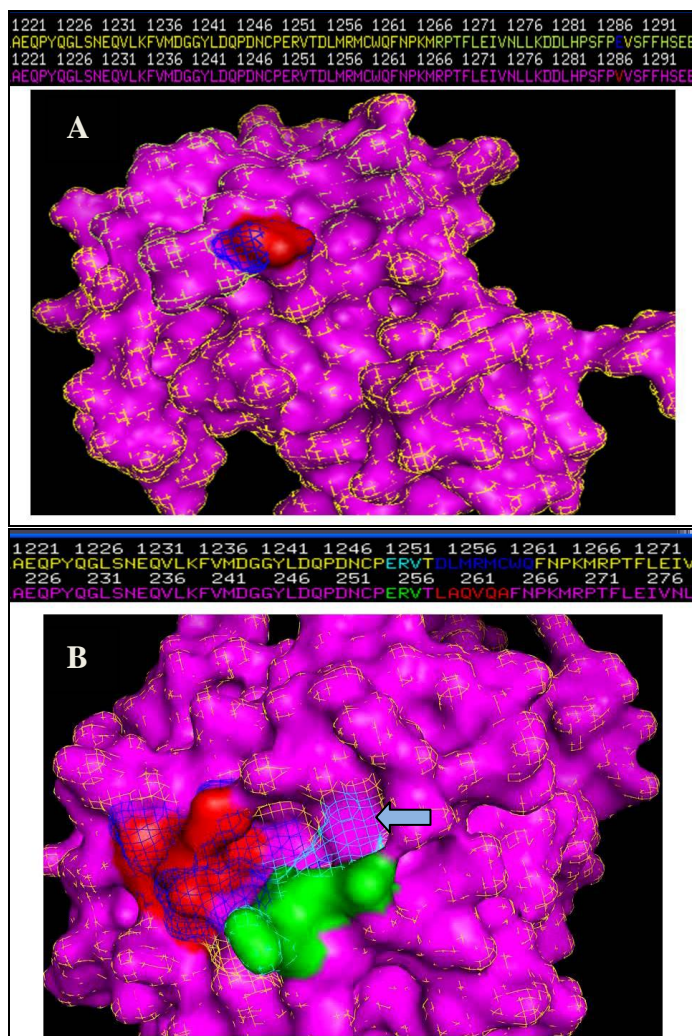 1221 1226 1231 1236 1241 1246 1251 1256 1261 1266 1271 1276 1281 1286 1291
AEQPYQGLSNEQVLKFVMDGGYLDQPDNCPERVTDLMRMCWQFNPKMRPTFLEIVNLLKDDLHPSFPEVSFFHSEE
1221 1226 1231 1236 1241 1246 1251 1256 1261 1266 1271 1276 1281 1286 1291
AEQPYQGLSNEQVLKFVMDGGYLDQPDNCPERVTDLMRMCWQFNPKMRPTFLEIVNLLKDDLHPSFPVVSFFHSEE
A
1221 1226 1231 1236 1241 1246 1251 1256 1261 1266 1271
AEQPYQGLSNEQVLKFVMDGGYLDQPDNCPERVTDLMRMCWQFNPKMRPTFLEIV
226 231 236 241 246 251 256 261 266 271 276
AEQPYQGLSNEQVLKFVMDGGYLDQPDNCPERVTLAQVQAFNPKMRPTFLEIVNL
B